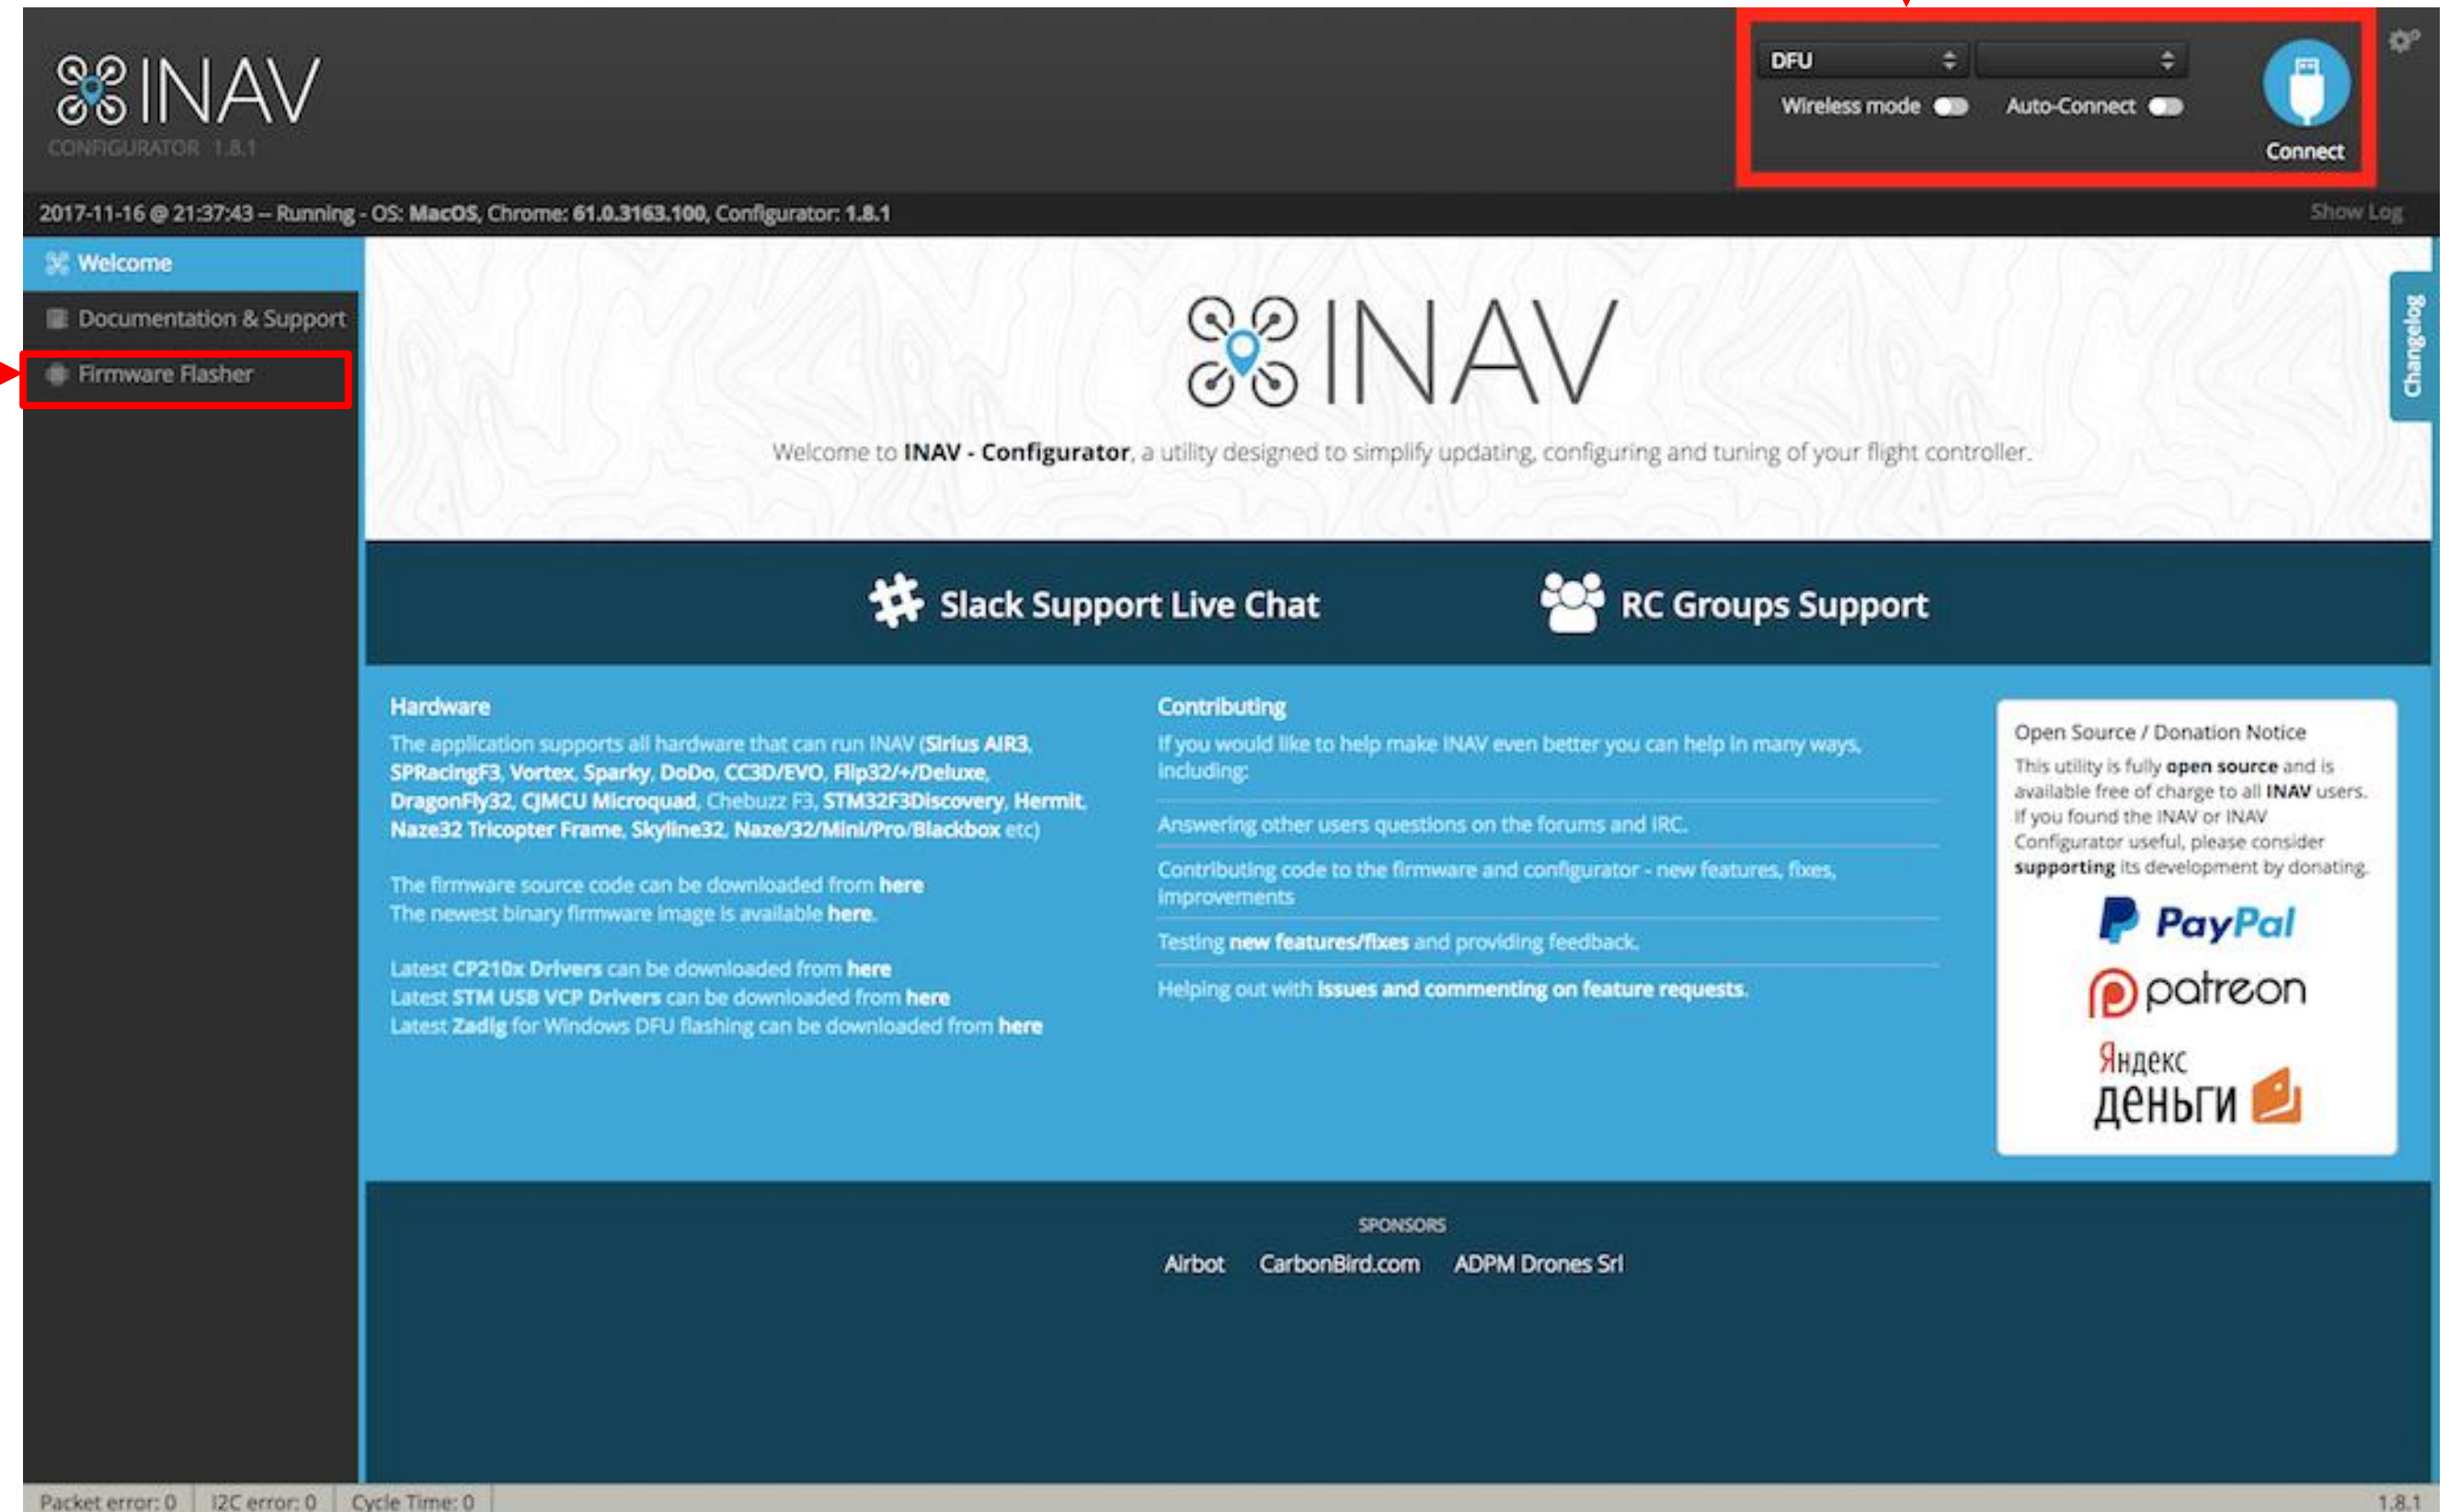 INAV
CONFIGURATOR 1.8.1
DFU
Wireless mode
Auto-Connect
Connect
2017-11-16 @ 21:37:43 -- Running - OS: MacOS, Chrome: 61.0.3163.100, Configurator: 1.8.1
Show Log
Welcome
Documentation & Support
Firmware Flasher
INAV
Changelog
Welcome to INAV - Configurator, a utility designed to simplify updating, configuring and tuning of your flight controller.
Slack Support Live Chat
RC Groups Support
Hardware
The application supports all hardware that can run INAV (Sirius AIR3,
SPRacingF3, Vortex, Sparky, DoDo, CC3D/EVO, Flip32/+/Deluxe,
DragonFly32, CJMCU Microquad, Chebuzz F3, STM32F3Discovery, Hermit,
Naze32 Tricopter Frame, Skyline32, Naze/32/Mini/Pro/Blackbox etc)
The firmware source code can be downloaded from here
The newest binary firmware image is available here.
Latest CP210x Drivers can be downloaded from here
Latest STM USB VCP Drivers can be downloaded from here
Latest Zadig for Windows DFU flashing can be downloaded from here
Contributing
If you would like to help make INAV even better you can help in many ways,
including:
Answering other users questions on the forums and IRC.
Contributing code to the firmware and configurator - new features, fixes,
improvements
Testing new features/fixes and providing feedback.
Helping out with issues and commenting on feature requests.
Open Source / Donation Notice
This utility is fully open source and is
available free of charge to all INAV users.
If you found the INAV or INAV
Configurator useful, please consider
supporting its development by donating.
PayPal
patreon
Яндекс
деньги
SPONSORS
Airbot CarbonBird.com ADPM Drones Srl
Packet error: 0 I2C error: 0 Cycle Time: 0
1.8.1